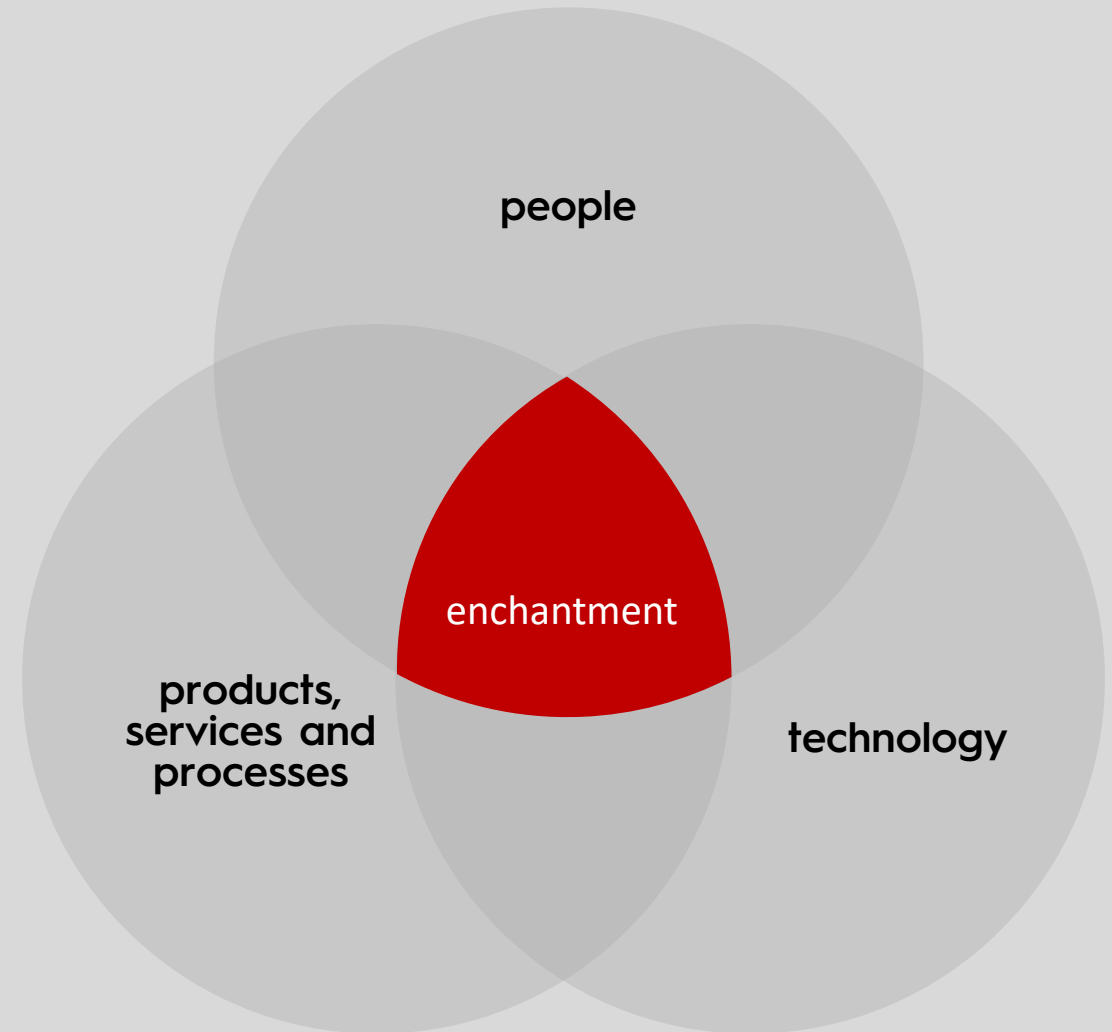 people
enchantment
products,
services and
processes
technology